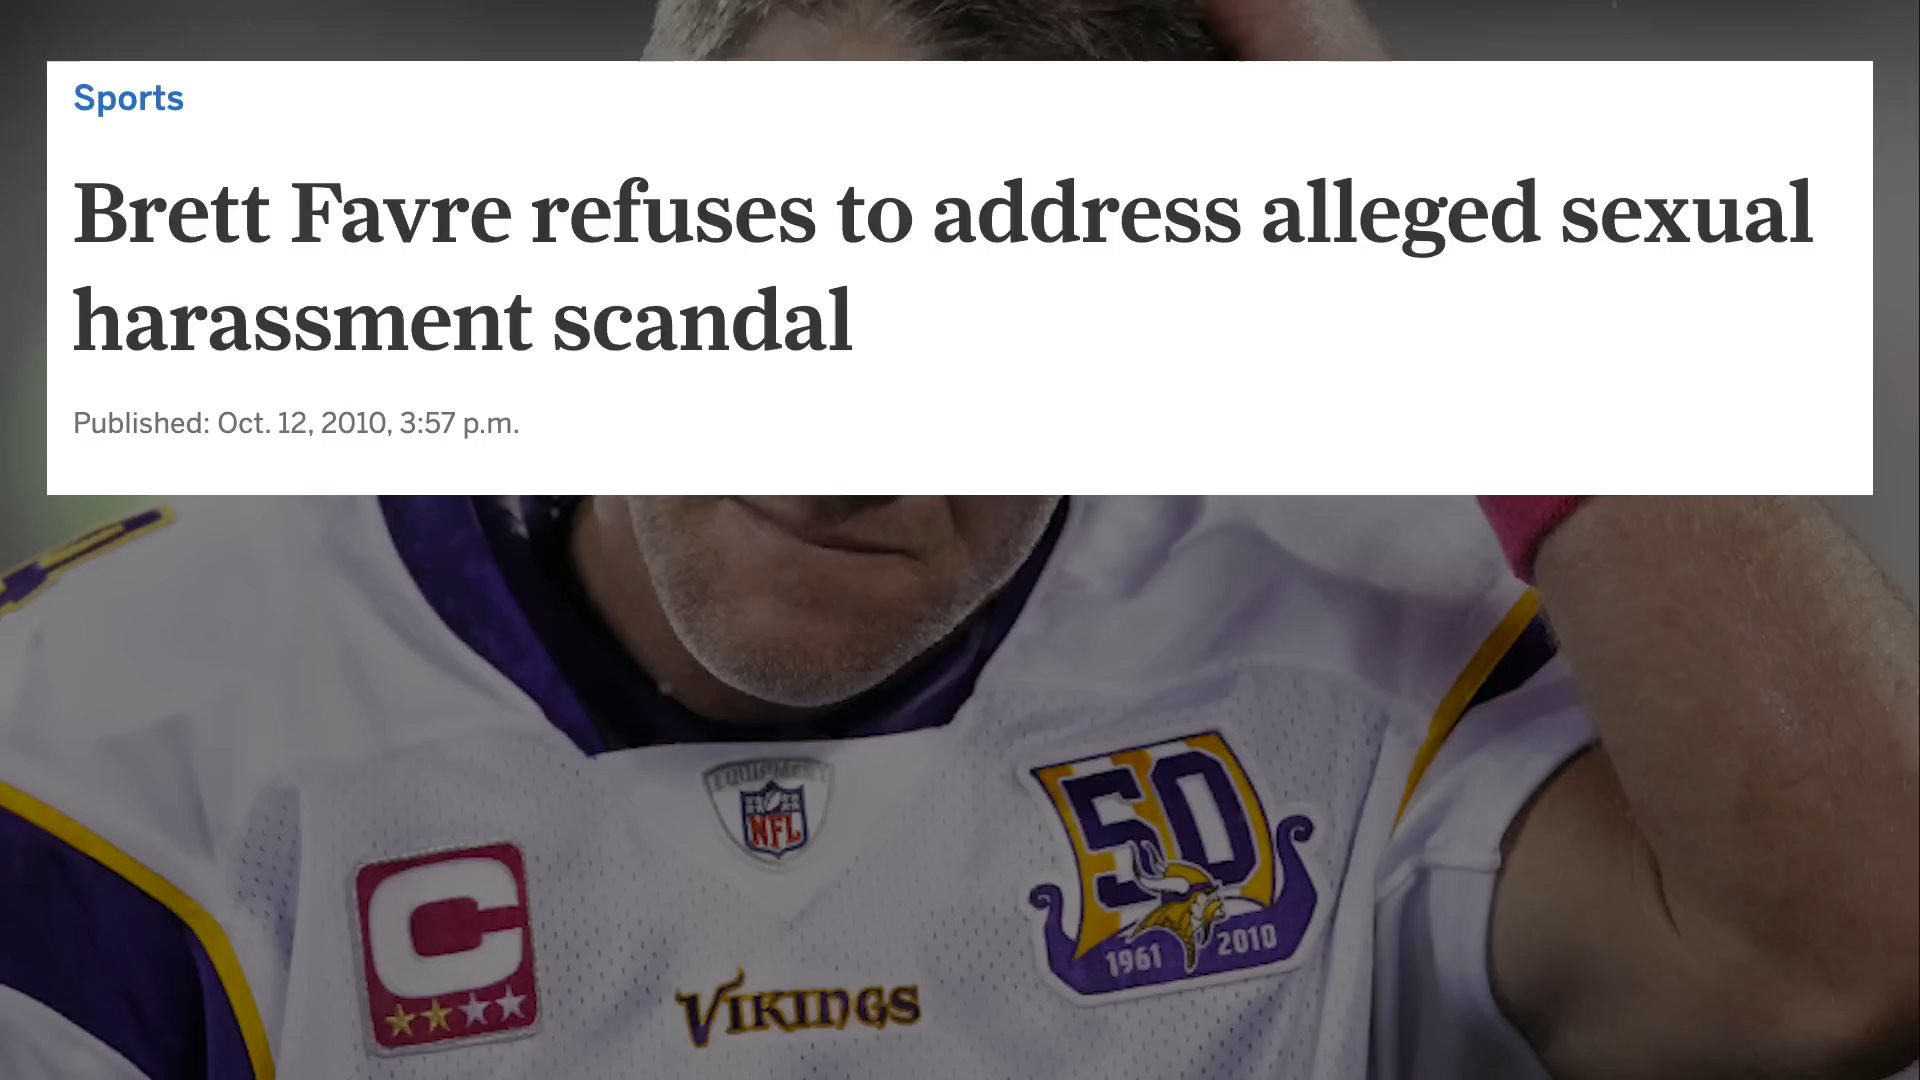 Sports
Brett Favre refuses to address alleged sexual
harassment scandal
Published: Oct. 12, 2010, 3:57 p.m.
EQUIPMENT
NFL
50
1961 2010
C
VIKINGS